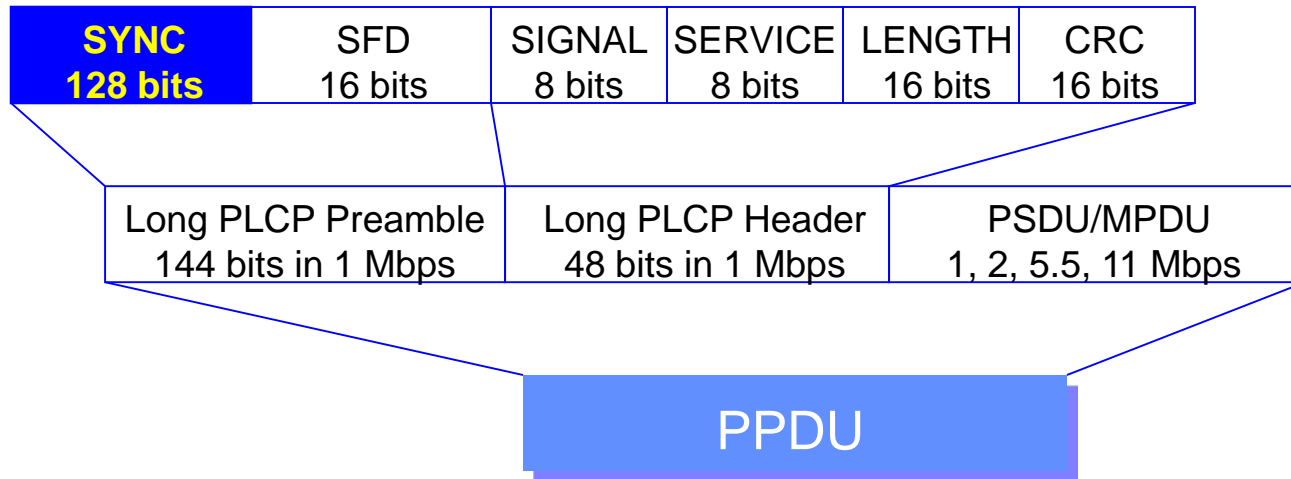 SYNC
128 bits
SFD
16 bits
SIGNAL
8 bits
SERVICE
8 bits
LENGTH
16 bits
CRC
16 bits
Long PLCP Preamble
144 bits in 1 Mbps
Long PLCP Header
48 bits in 1 Mbps
PSDU/MPDU
1, 2, 5.5, 11 Mbps
PPDU